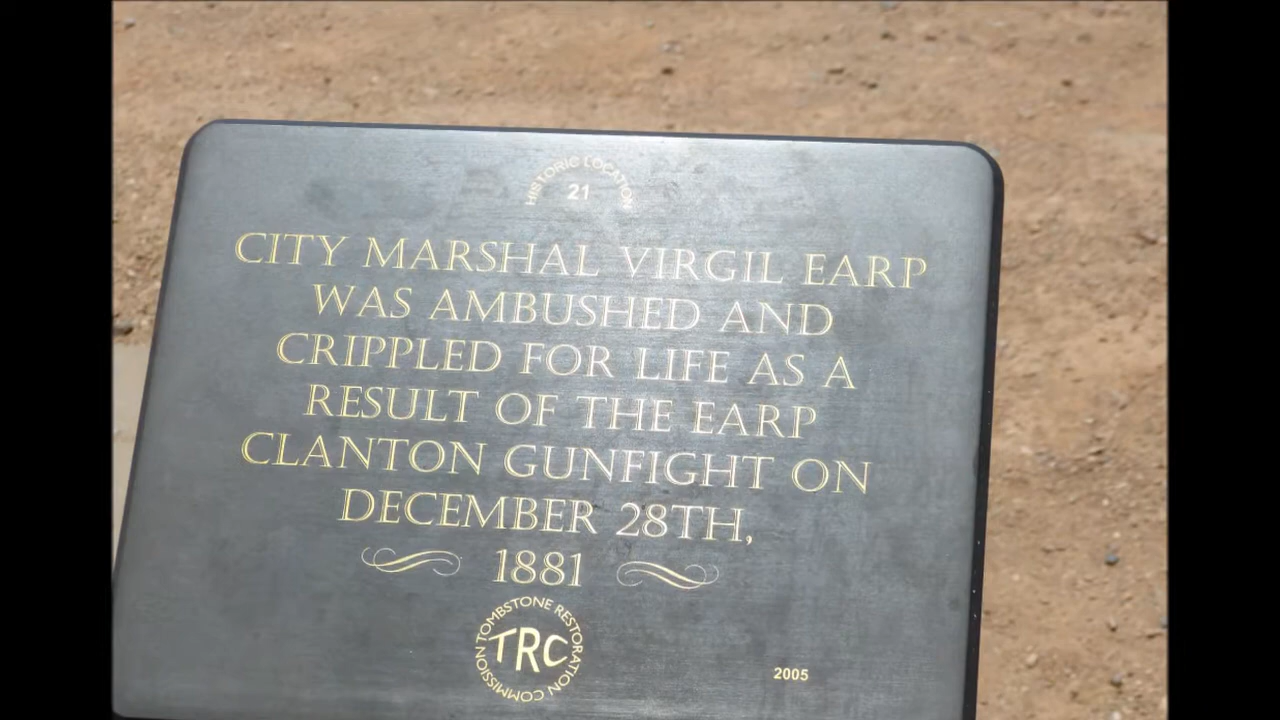 HISTORIC LOCATION
21
CITY MARSHAL VIRGIL EARP
WAS AMBUSHED AND
CRIPPLED FOR LIFE AS A
RESULT OF THE EARP
CLANTON GUNFIGHT ON
DECEMBER 28TH,
1881
TOMBSTONE RESTORATION COMMISSION
TRC
2005